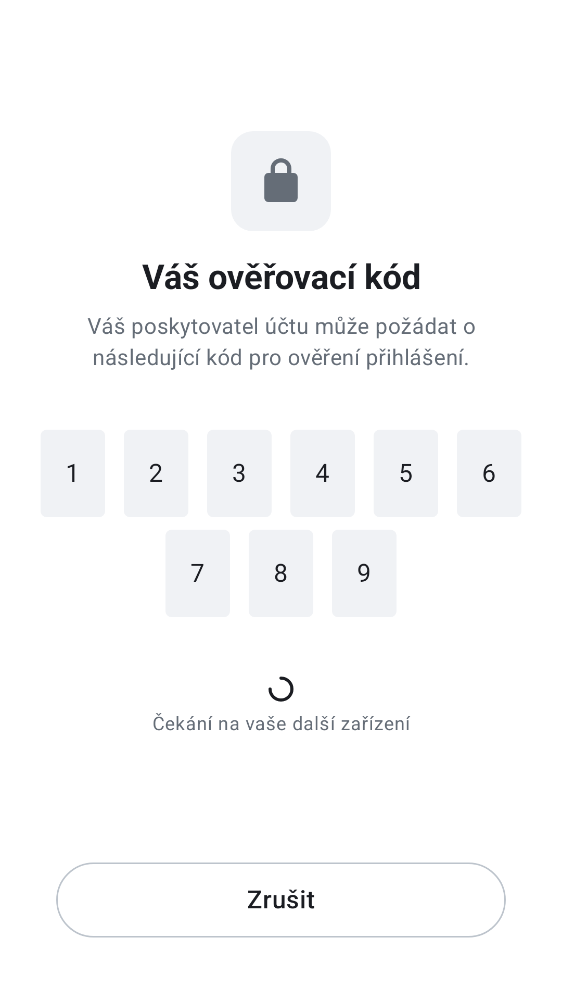 Váš ověřovací kód
Váš poskytovatel účtu může požádat o
následující kód pro ověření přihlášení.
1 2 3 4 5 6
7 8 9
Čekání na vaše další zařízení
Zrušit